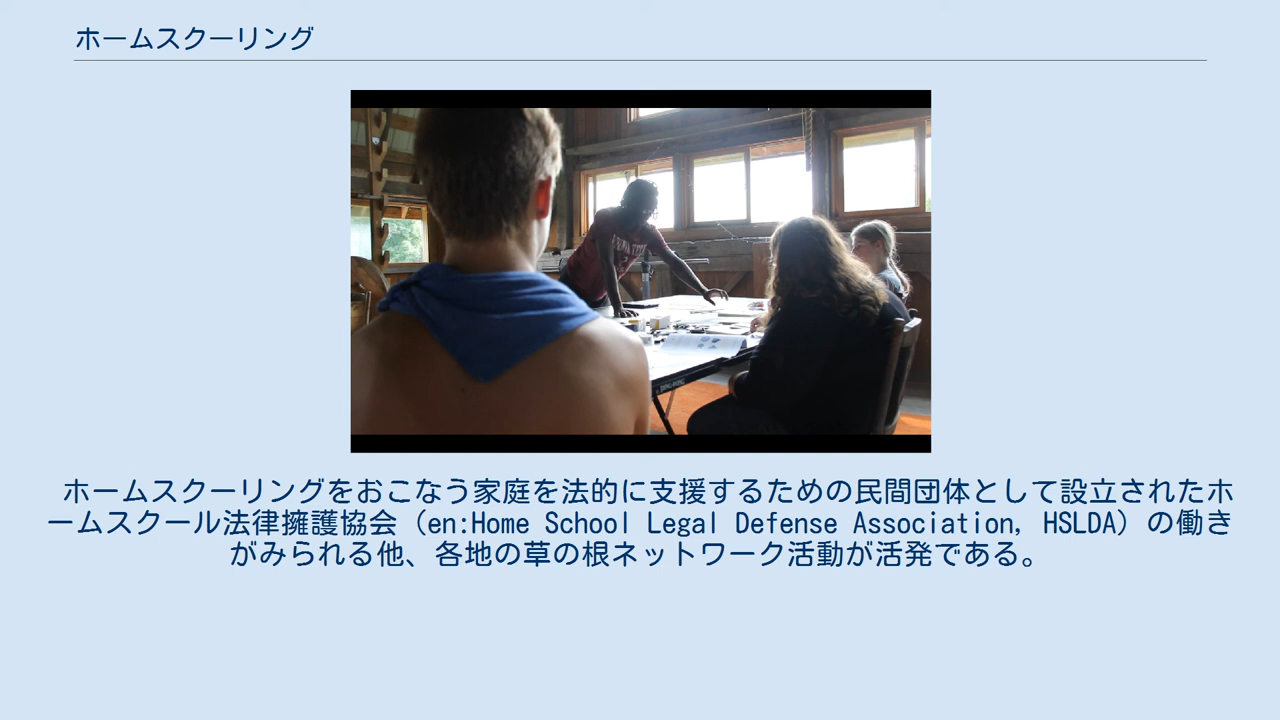 ホームスクーリング
ホームスクーリングをおこなう家庭を法的に支援するための民間団体として設立されたホ
ームスクール法律擁護協会（en:Home School Legal Defense Association, HSLDA）の働き
がみられる他、各地の草の根ネットワーク活動が活発である。